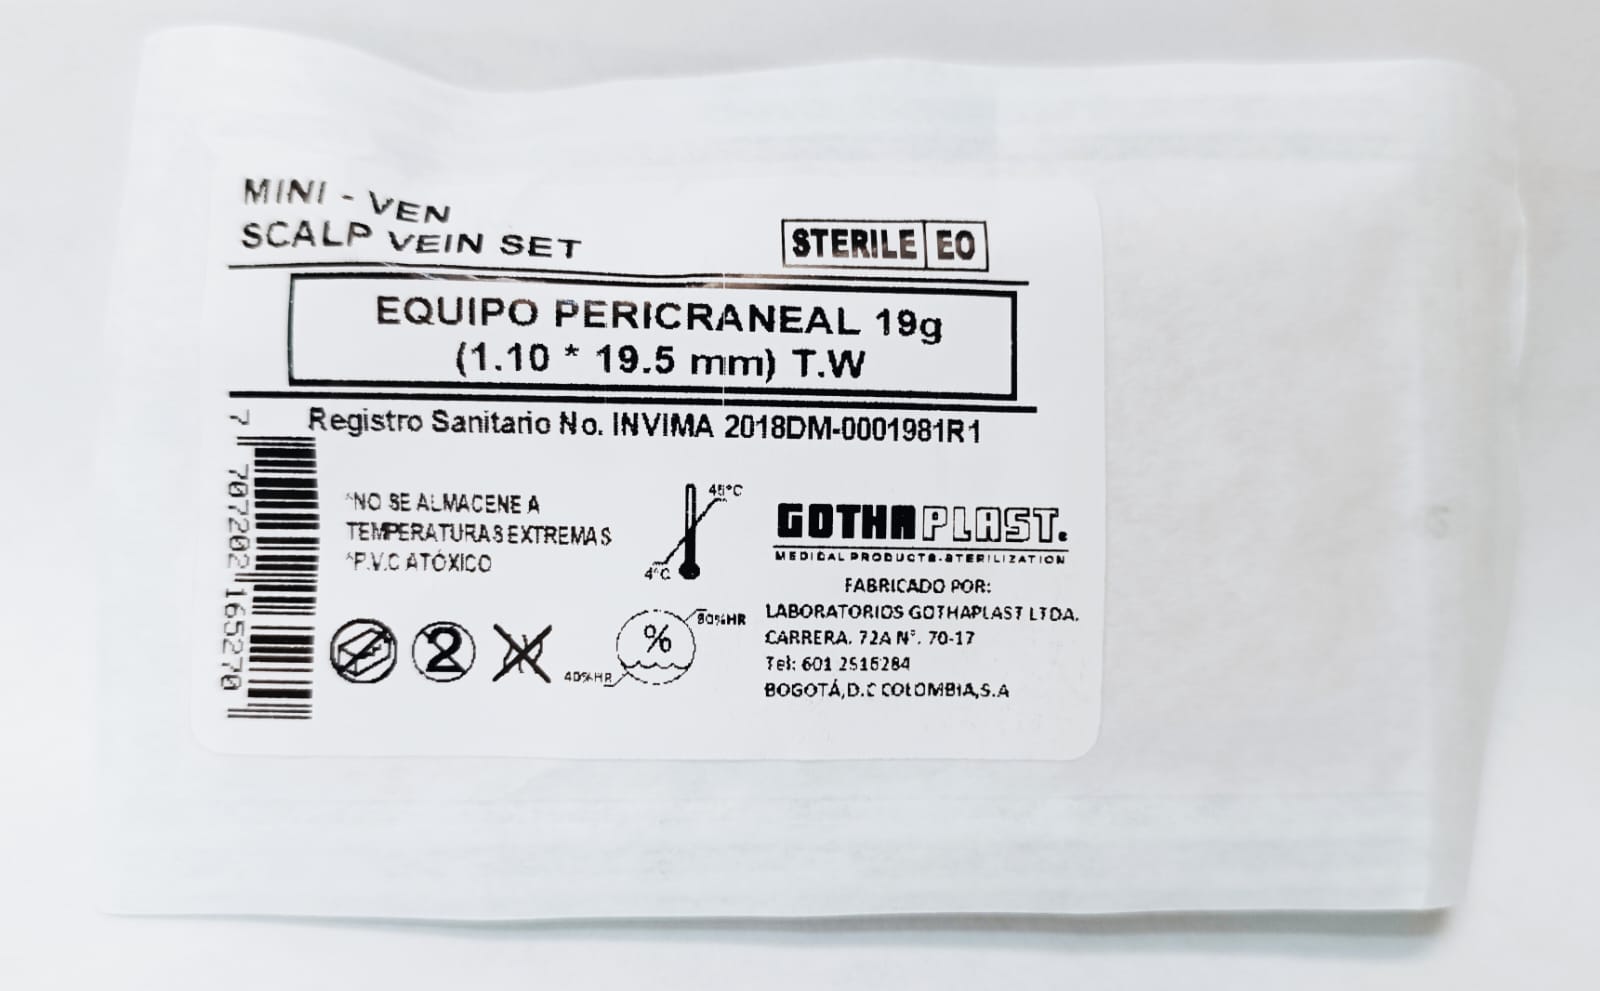 MINI - VEN
SCALP VEIN SET
STERILE EO
EQUIPO PERICRANEAL 19g
(1.10 * 19.5 mm) T.W
Registro Sanitario No. INVIMA 2018DM-0001981R1
7 707202 165270
*NO SE ALMACENE A
TEMPERATURAS EXTREMAS
*P.V.C ATÓXICO
45°C
4°C
2
%
80%HR
40%HR
GOTHAPLAST.
MEDICAL PRODUCTS-STERILIZATION
FABRICADO POR:
LABORATORIOS GOTHAPLAST LTDA.
CARRERA. 72A N°. 70-17
Tel: 601 2516284
BOGOTÁ,D.C COLOMBIA,S.A